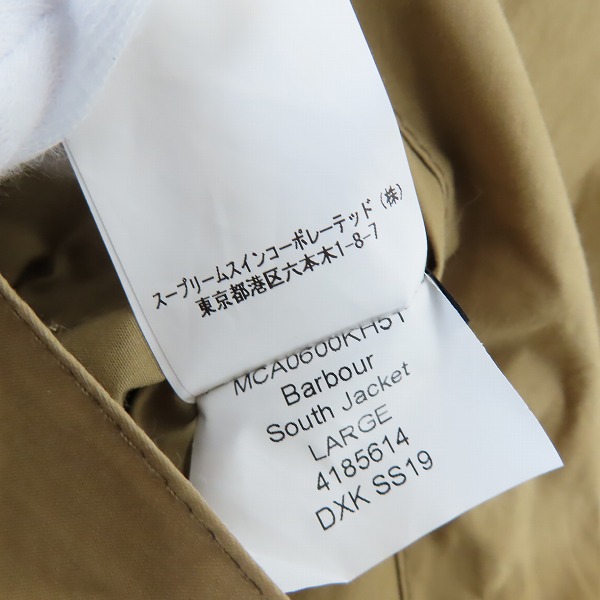 スープリームスインコーポレーテッド(株)
東京都港区六本木1-8-7
MCA0600KH51
Barbour
South Jacket
LARGE
4185614
DXK SS19